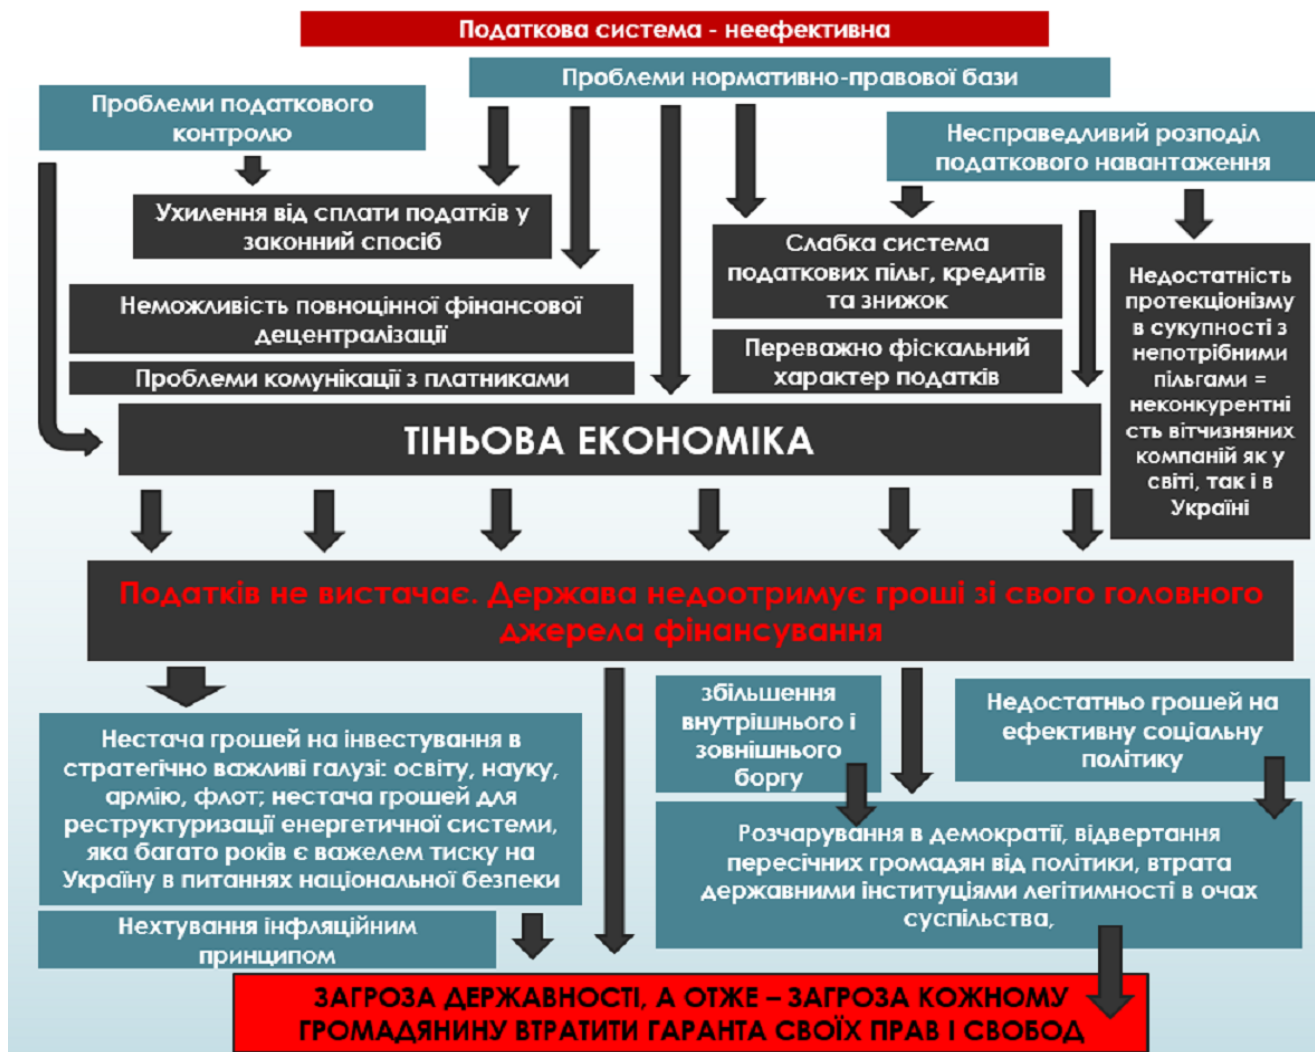 Податкова система - неефективна
Проблеми нормативно-правової бази
Проблеми податкового
контролю
Несправедливий розподіл
податкового навантаження
Ухилення від сплати податків у
законний спосіб
Слабка система
податкових пільг, кредитів
та знижок
Недостатність
протекціонізму
в сукупності з
непотрібними
пільгами =
неконкурентні
сть вітчизняних
компаній як у
світі, так і в
Україні
Неможливість повноцінної фінансової
децентралізації
Переважно фіскальний
характер податків
Проблеми комунікації з платниками
ТІНЬОВА ЕКОНОМІКА
Податків не вистачає. Держава недоотримує гроші зі свого головного
джерела фінансування
Нестача грошей на інвестування в
стратегічно важливі галузі: освіту, науку,
армію, флот; нестача грошей для
реструктуризації енергетичної системи,
яка багато років є важелем тиску на
Україну в питаннях національної безпеки
збільшення
внутрішнього і
зовнішнього
боргу
Недостатньо грошей на
ефективну соціальну
політику
Розчарування в демократії, відвертання
пересічних громадян від політики, втрата
державними інституціями легітимності в очах
суспільства,
Нехтування інфляційним
принципом
ЗАГРОЗА ДЕРЖАВНОСТІ, А ОТЖЕ – ЗАГРОЗА КОЖНОМУ
ГРОМАДЯНИНУ ВТРАТИТИ ГАРАНТА СВОЇХ ПРАВ І СВОБОД